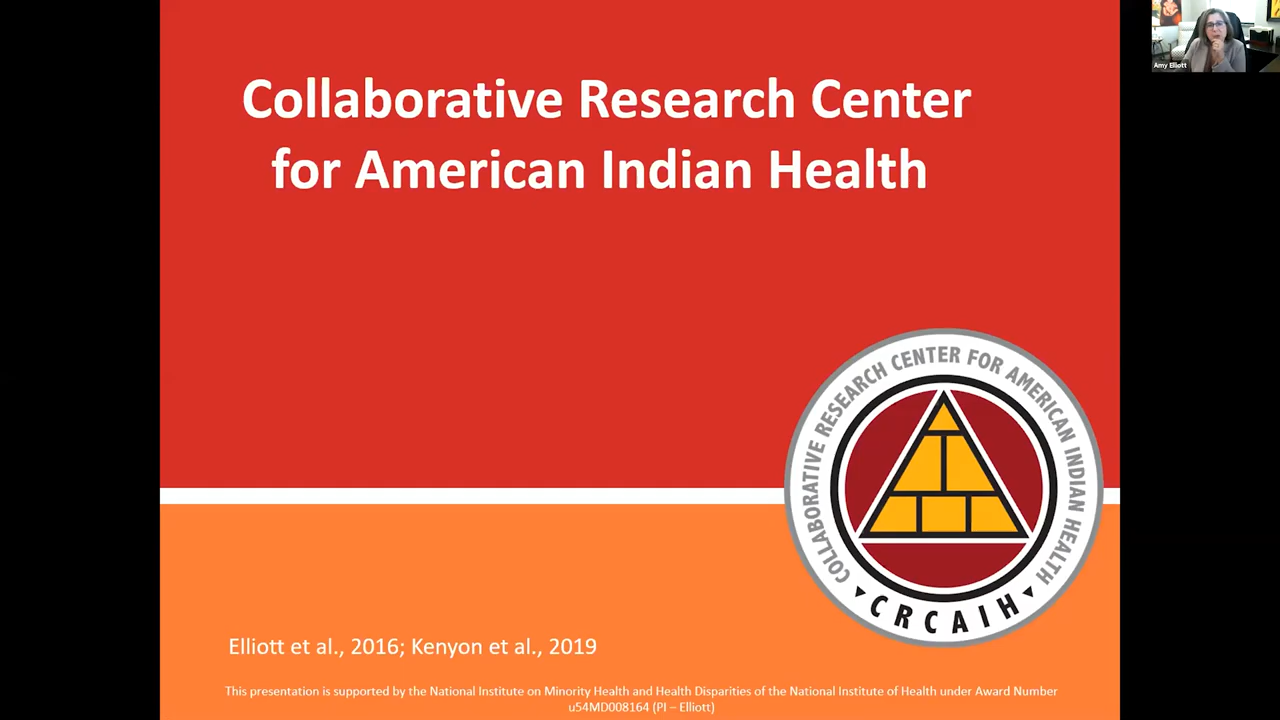 Collaborative Research Center
for American Indian Health
Amy Elliott
COLLABORATIVE RESEARCH CENTER FOR AMERICAN INDIAN HEALTH
CRCAIH
Elliott et al., 2016; Kenyon et al., 2019
This presentation is supported by the National Institute on Minority Health and Health Disparities of the National Institute of Health under Award Number
u54MD008164 (PI – Elliott)